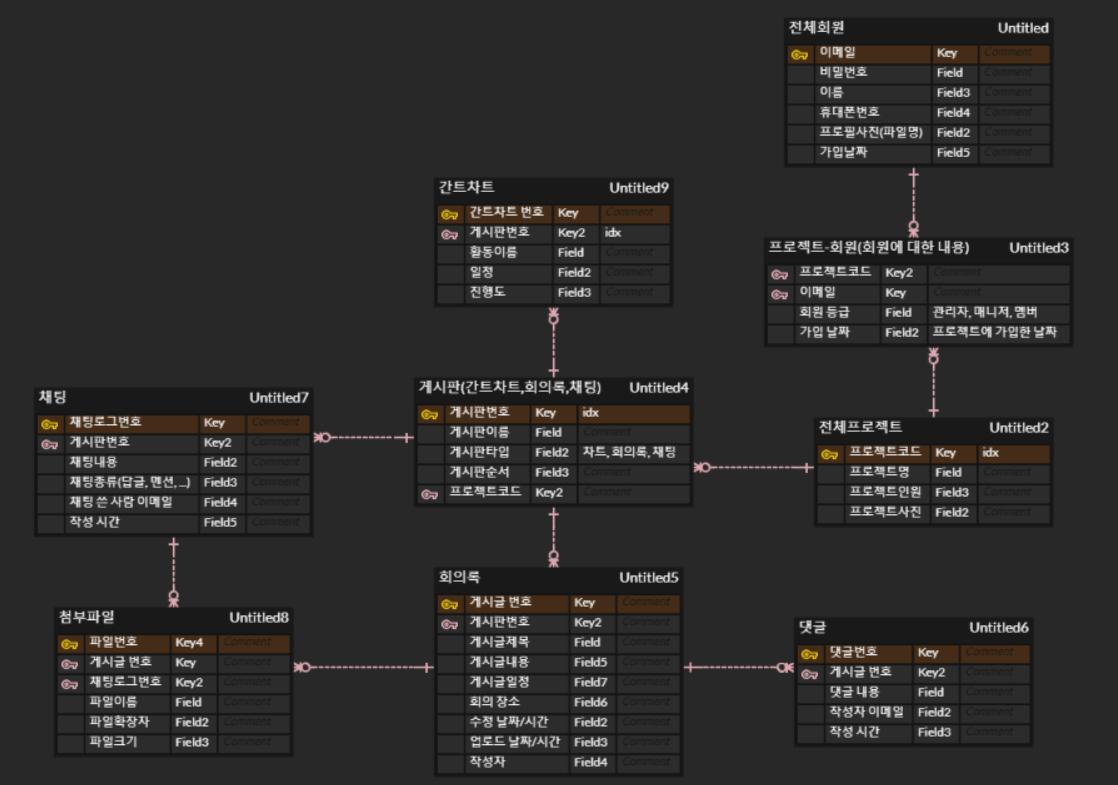 전체회원 Untitled
이메일 Key Comment
비밀번호 Field Comment
이름 Field3 Comment
휴대폰번호 Field4 Comment
프로필사진(파일명) Field2 Comment
가입날짜 Field5 Comment
간트차트 Untitled9
간트차트 번호 Key Comment
게시판번호 Key2 idx
활동이름 Field Comment
일정 Field2 Comment
진행도 Field3 Comment
프로젝트-회원(회원에 대한 내용) Untitled3
프로젝트코드 Key2 Comment
이메일 Key Comment
회원 등급 Field 관리자, 매니저, 멤버
가입 날짜 Field2 프로젝트에 가입한 날짜
채팅 Untitled7
채팅로그번호 Key Comment
게시판번호 Key2 Comment
채팅내용 Field2 Comment
채팅종류(답글, 멘션,...) Field3 Comment
채팅 쓴 사람 이메일 Field4 Comment
작성 시간 Field5 Comment
게시판(간트차트,회의록,채팅) Untitled4
게시판번호 Key idx
게시판이름 Field Comment
게시판타입 Field2 차트, 회의록, 채팅
게시판순서 Field3 Comment
프로젝트코드 Key2 Comment
전체프로젝트 Untitled2
프로젝트코드 Key idx
프로젝트명 Field Comment
프로젝트인원 Field3 Comment
프로젝트사진 Field2 Comment
첨부파일 Untitled8
파일번호 Key4 Comment
게시글 번호 Key Comment
채팅로그번호 Key2 Comment
파일이름 Field Comment
파일확장자 Field2 Comment
파일크기 Field3 Comment
회의록 Untitled5
게시글 번호 Key Comment
게시판번호 Key2 Comment
게시글제목 Field Comment
게시글내용 Field5 Comment
게시글일정 Field7 Comment
회의 장소 Field6 Comment
수정 날짜/시간 Field2 Comment
업로드 날짜/시간 Field3 Comment
작성자 Field4 Comment
댓글 Untitled6
댓글번호 Key Comment
게시글 번호 Key2 Comment
댓글 내용 Field Comment
작성자 이메일 Field2 Comment
작성 시간 Field3 Comment